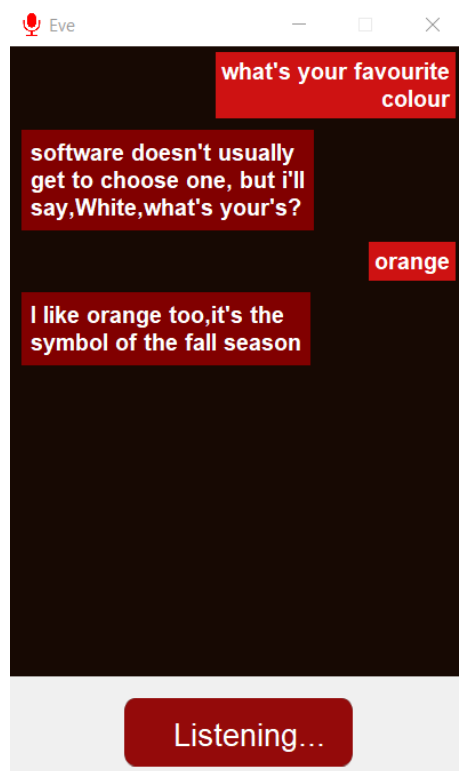 Eve
what's your favourite
colour
software doesn't usually
get to choose one, but i'll
say,White,what's your's?
orange
I like orange too,it's the
symbol of the fall season
Listening...